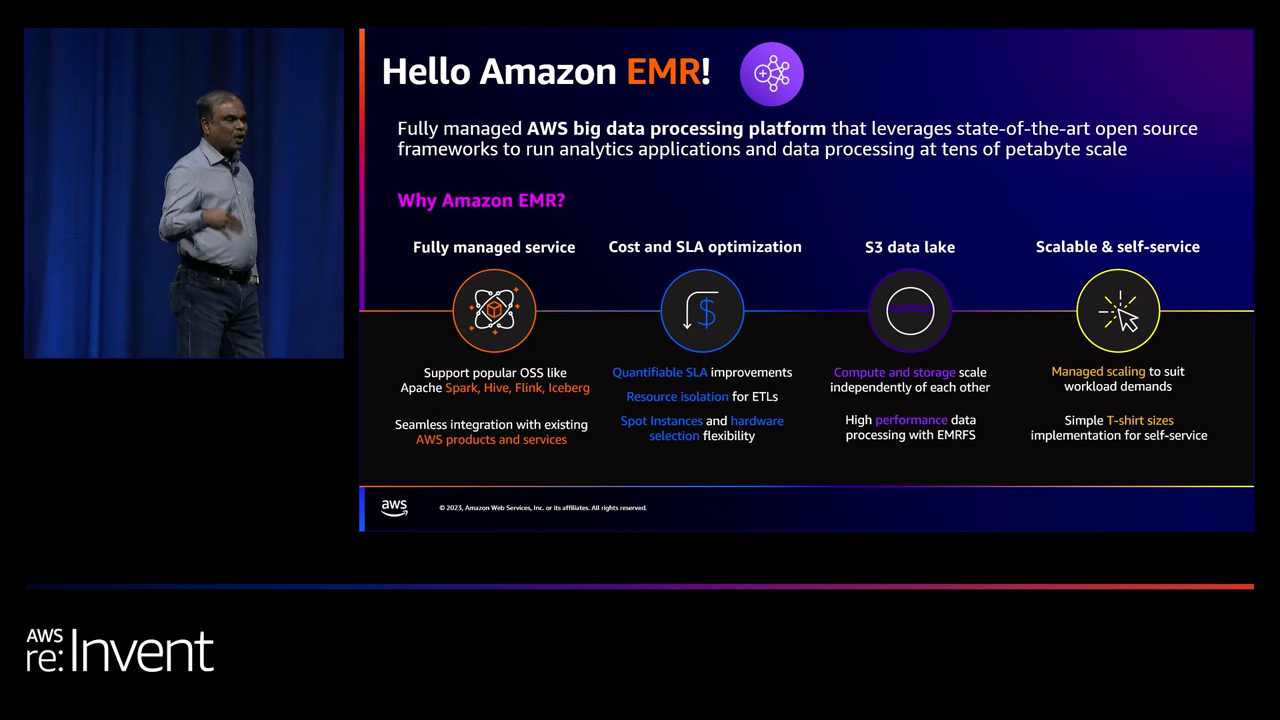 Hello Amazon EMR!
Fully managed AWS big data processing platform that leverages state-of-the-art open source
frameworks to run analytics applications and data processing at tens of petabyte scale
Why Amazon EMR?
Fully managed service
Support popular OSS like
Apache Spark, Hive, Flink, Iceberg
Seamless integration with existing
AWS products and services
Cost and SLA optimization
Quantifiable SLA improvements
Resource isolation for ETLs
Spot Instances and hardware
selection flexibility
S3 data lake
Compute and storage scale
independently of each other
High performance data
processing with EMRFS
Scalable & self-service
Managed scaling to suit
workload demands
Simple T-shirt sizes
implementation for self-service
aws
© 2023, Amazon Web Services, Inc. or its affiliates. All rights reserved.
AWS
re:Invent